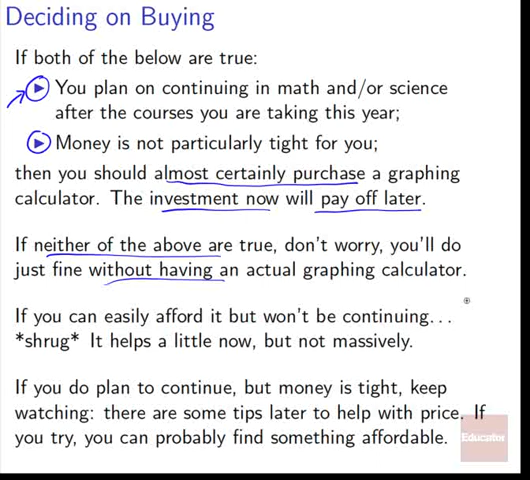 Deciding on Buying
If both of the below are true:
You plan on continuing in math and/or science
after the courses you are taking this year;
Money is not particularly tight for you;
then you should almost certainly purchase a graphing
calculator. The investment now will pay off later.
If neither of the above are true, don't worry, you'll do
just fine without having an actual graphing calculator.
If you can easily afford it but won't be continuing...
*shrug* It helps a little now, but not massively.
If you do plan to continue, but money is tight, keep
watching: there are some tips later to help with price. If
you try, you can probably find something affordable.
Educator